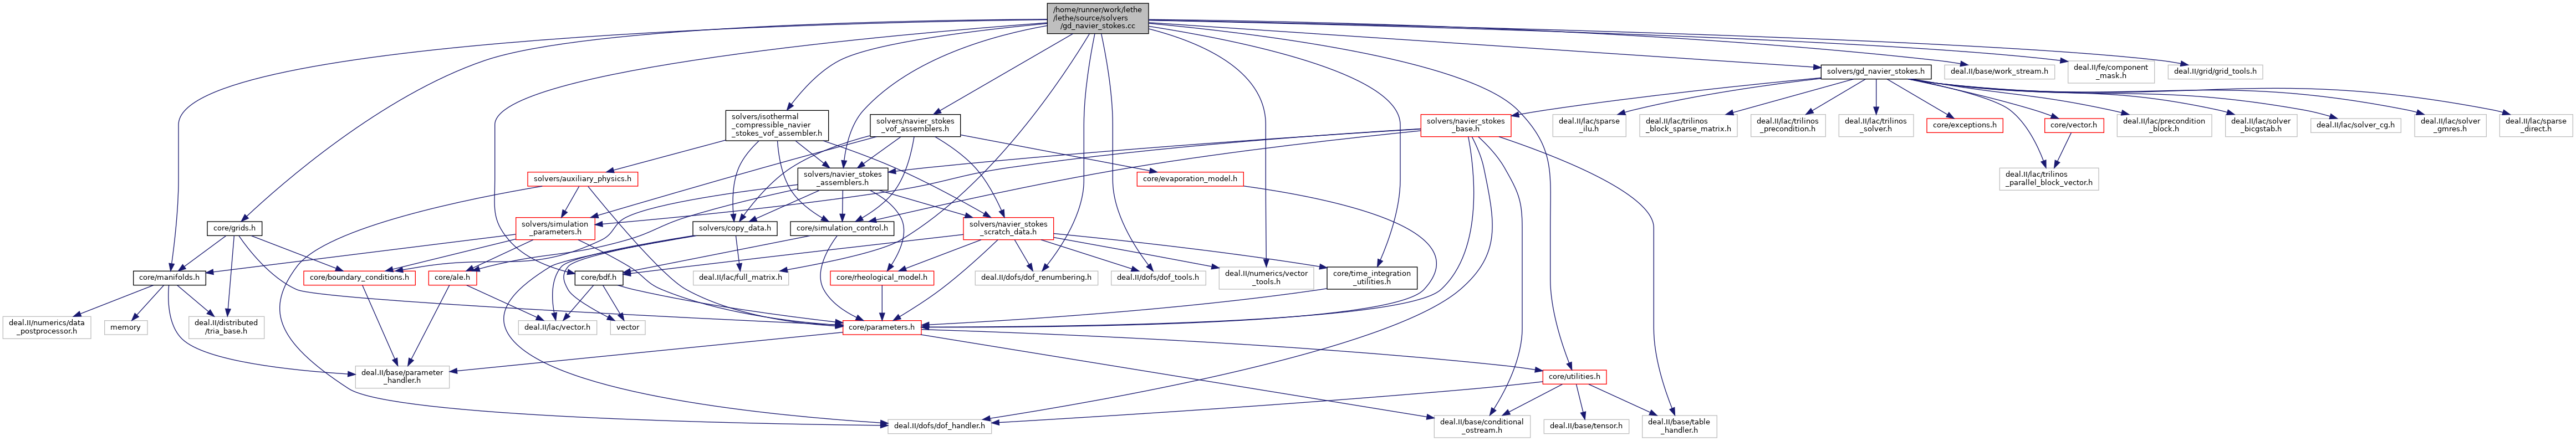 /home/runner/work/lethe
/lethe/source/solvers
/gd_navier_stokes.cc
solvers/gd_navier_stokes.h
deal.II/base/work_stream.h
deal.II/fe/component
_mask.h
deal.II/grid/grid_tools.h
solvers/isothermal
_compressible_navier
_stokes_vof_assembler.h
solvers/navier_stokes
_vof_assemblers.h
solvers/navier_stokes
_base.h
deal.II/lac/sparse
_ilu.h
deal.II/lac/trilinos
_block_sparse_matrix.h
deal.II/lac/trilinos
_precondition.h
deal.II/lac/trilinos
_solver.h
core/exceptions.h
core/vector.h
deal.II/lac/precondition
_block.h
deal.II/lac/solver
_bicgstab.h
deal.II/lac/solver_cg.h
deal.II/lac/solver
_gmres.h
deal.II/lac/sparse
_direct.h
solvers/auxiliary_physics.h
solvers/navier_stokes
_assemblers.h
core/evaporation_model.h
deal.II/lac/trilinos
_parallel_block_vector.h
core/grids.h
solvers/simulation
_parameters.h
solvers/copy_data.h
core/simulation_control.h
solvers/navier_stokes
_scratch_data.h
core/manifolds.h
core/boundary_conditions.h
core/ale.h
core/bdf.h
deal.II/lac/full_matrix.h
core/rheological_model.h
deal.II/dofs/dof_renumbering.h
deal.II/dofs/dof_tools.h
deal.II/numerics/vector
_tools.h
core/time_integration
_utilities.h
deal.II/numerics/data
_postprocessor.h
memory
deal.II/distributed
/tria_base.h
deal.II/lac/vector.h
vector
core/parameters.h
deal.II/base/parameter
_handler.h
core/utilities.h
deal.II/dofs/dof_handler.h
deal.II/base/conditional
_ostream.h
deal.II/base/tensor.h
deal.II/base/table
_handler.h